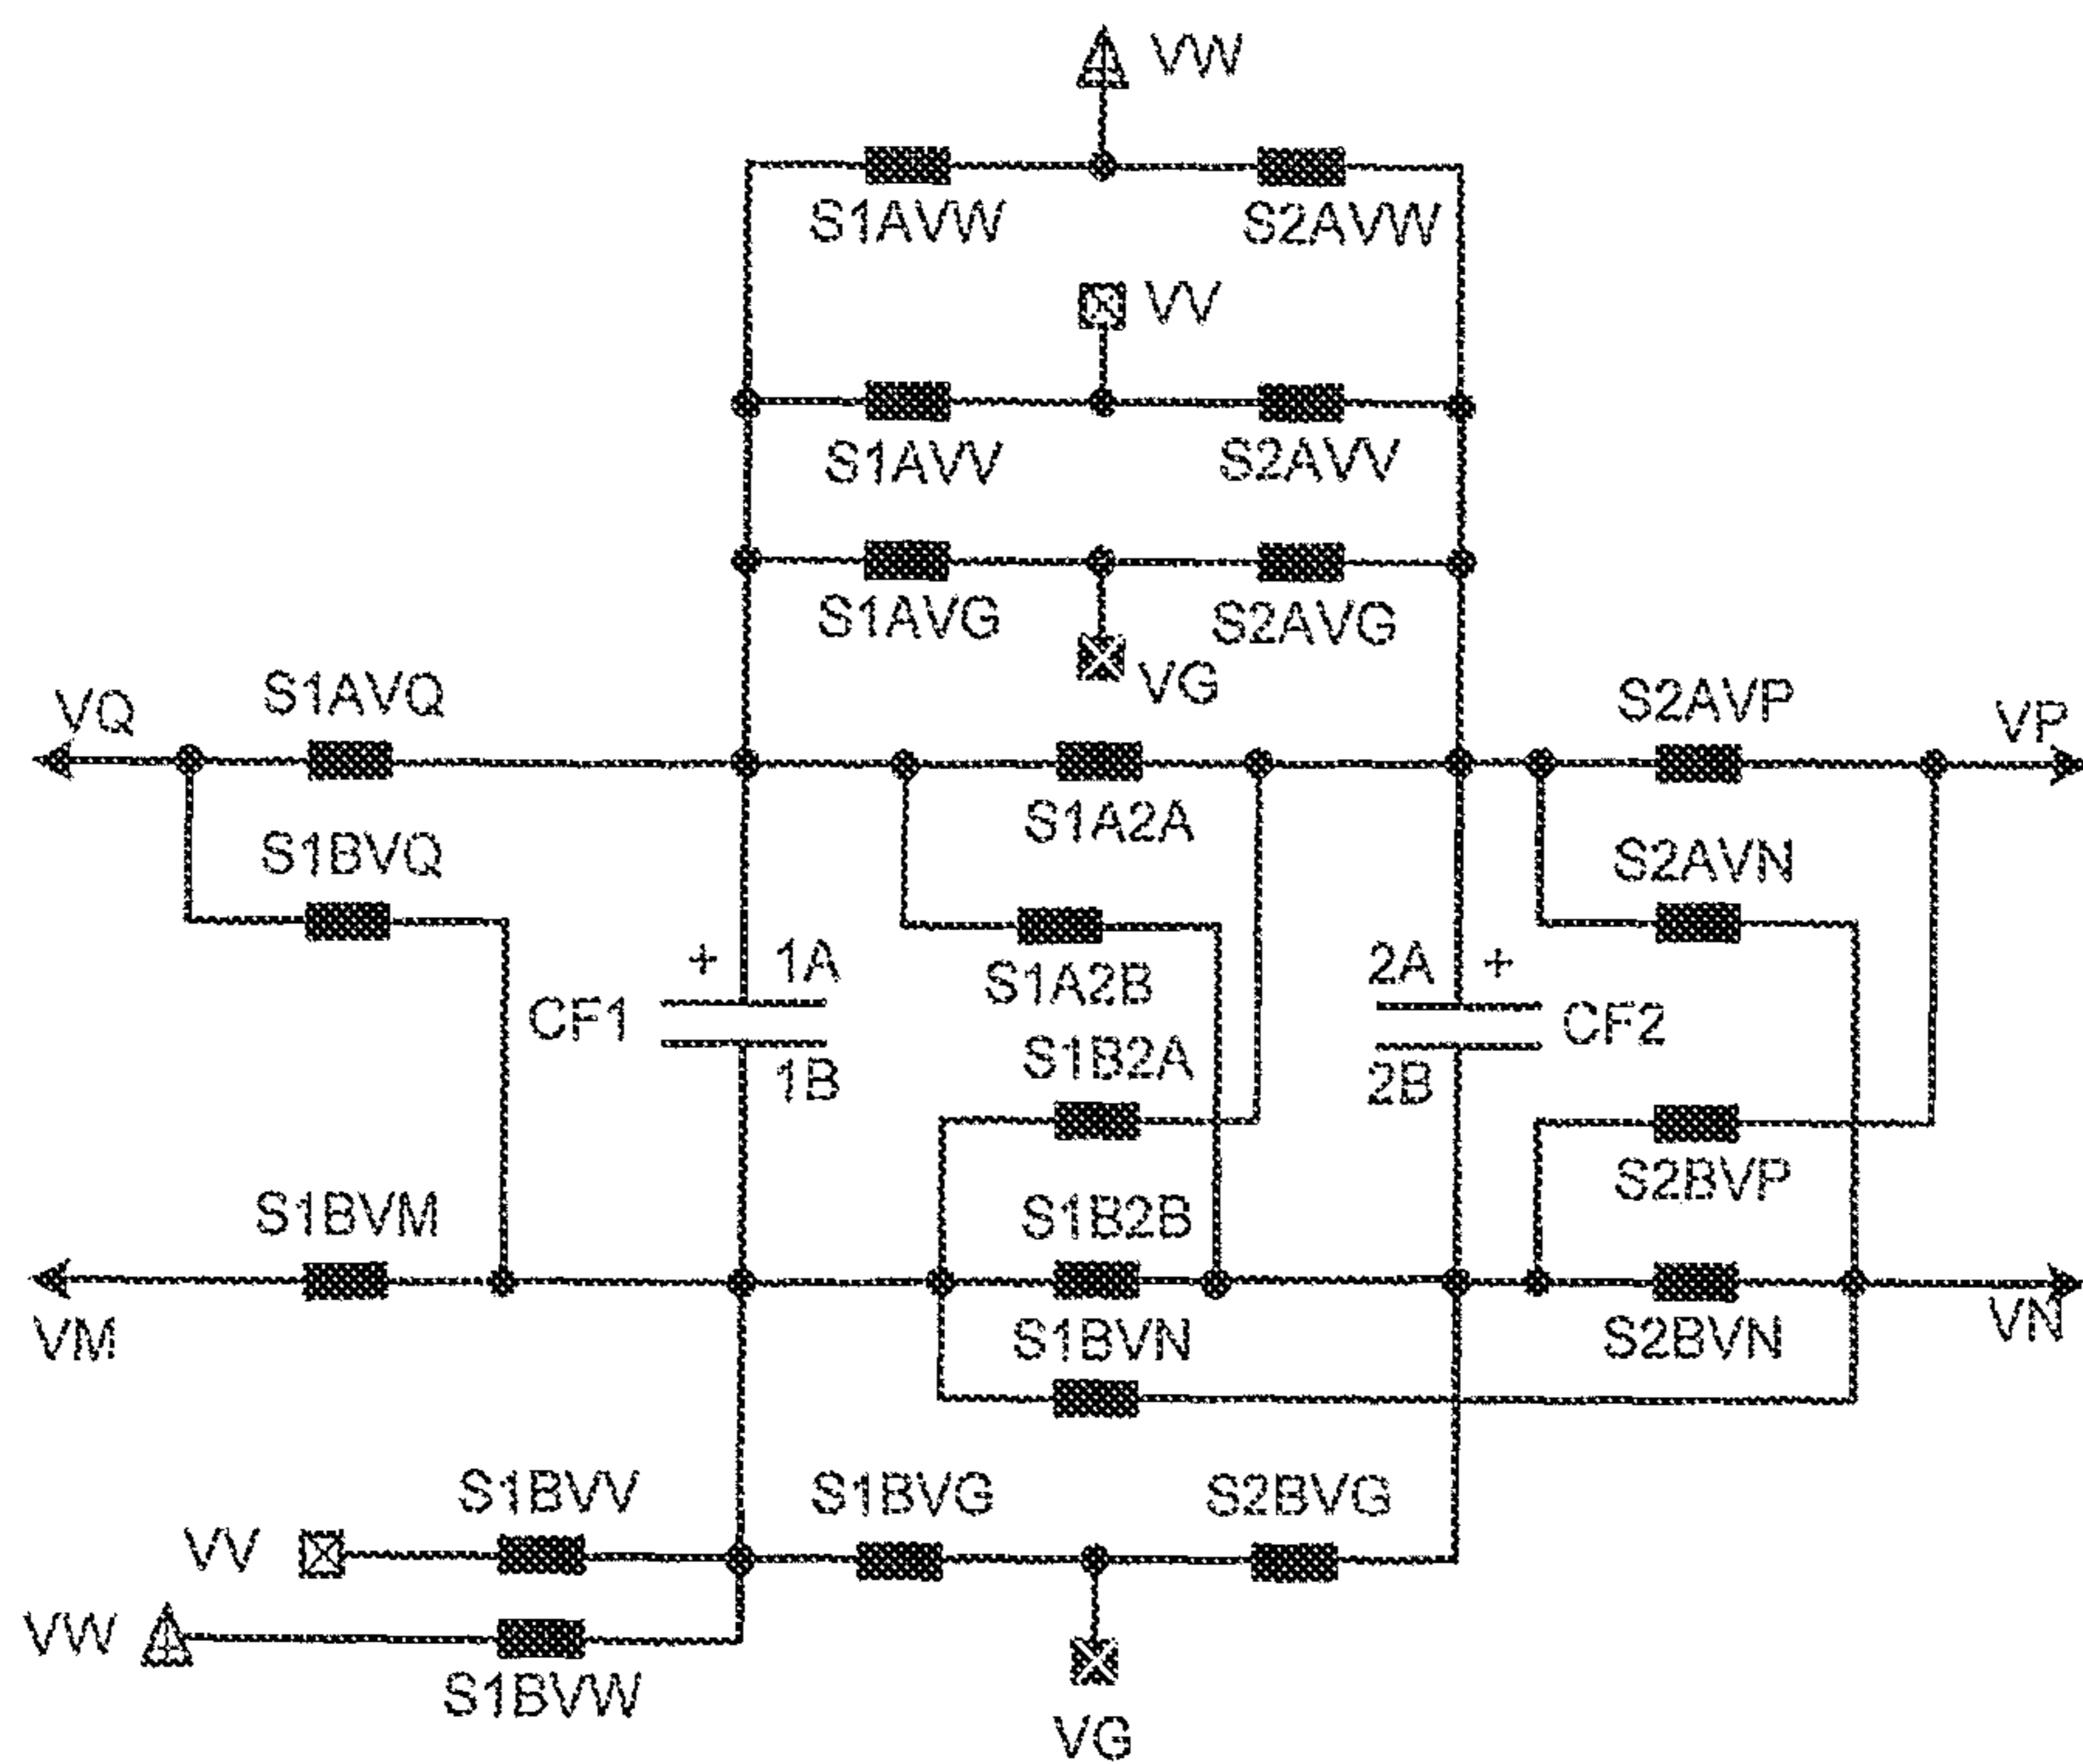 VW
S1AVW S2AVW
VV
S1AVV S2AVV
S1AVG S2AVG
VG
VQ S1AVQ S2AVP VP
S1A2A
S1BVQ S2AVN
+ 1A 2A +
S1A2B
CF1 CF2
S1B2A
1B 2B
S2BVP
S1BVM S1B2B
VM S1BVN S2BVN VN
S1BVV S1BVG S2BVG
VV
VW
S1BVW
VG